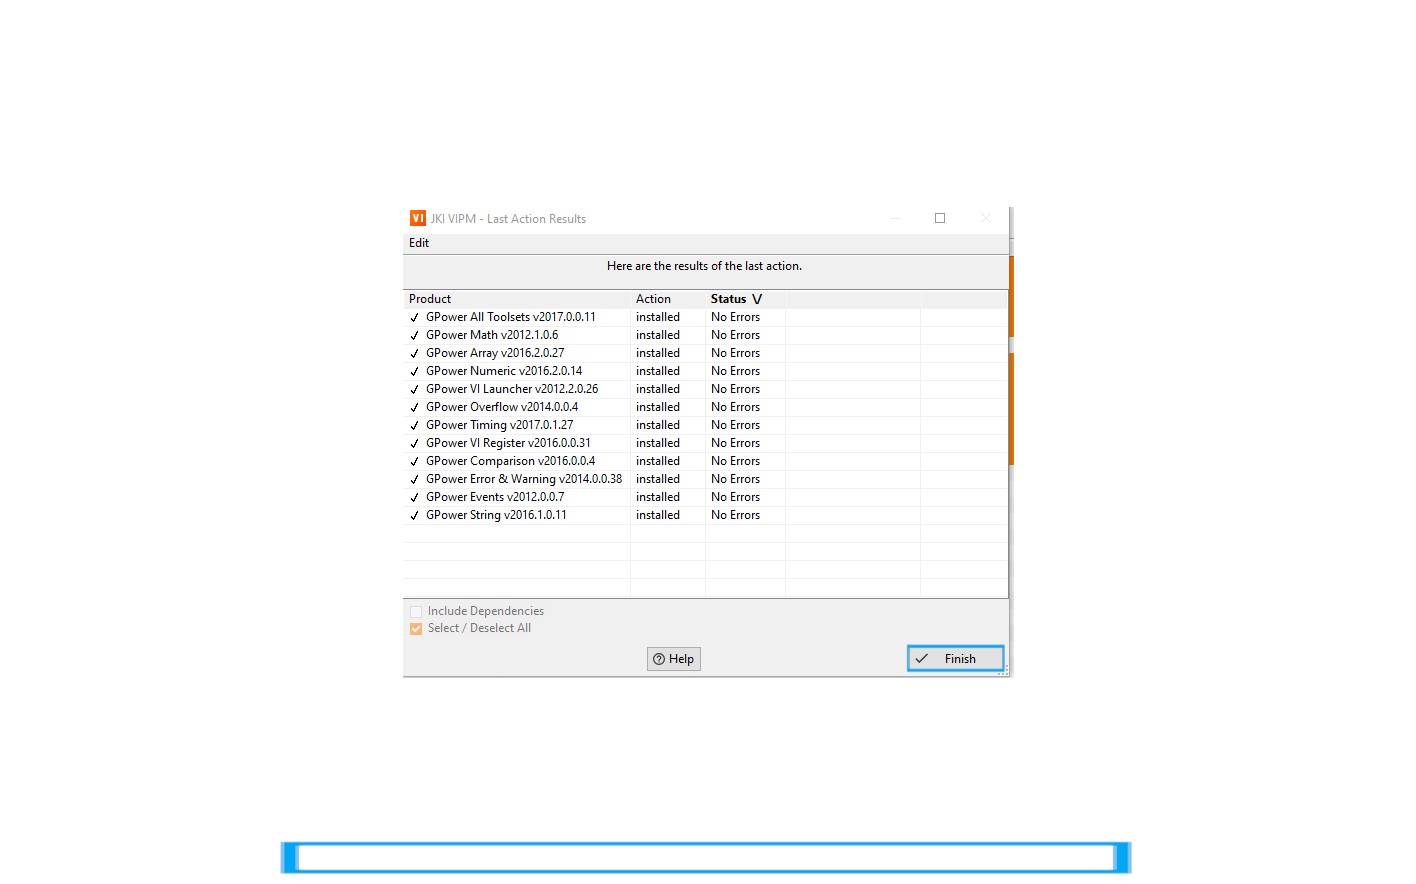 VI JKI VIPM - Last Action Results
Edit
Here are the results of the last action.
Product Action Status V
✓ GPower All Toolsets v2017.0.0.11 installed No Errors
✓ GPower Math v2012.1.0.6 installed No Errors
✓ GPower Array v2016.2.0.27 installed No Errors
✓ GPower Numeric v2016.2.0.14 installed No Errors
✓ GPower VI Launcher v2012.2.0.26 installed No Errors
✓ GPower Overflow v2014.0.0.4 installed No Errors
✓ GPower Timing v2017.0.1.27 installed No Errors
✓ GPower VI Register v2016.0.0.31 installed No Errors
✓ GPower Comparison v2016.0.0.4 installed No Errors
✓ GPower Error & Warning v2014.0.0.38 installed No Errors
✓ GPower Events v2012.0.0.7 installed No Errors
✓ GPower String v2016.1.0.11 installed No Errors
Include Dependencies
Select / Deselect All
Help Finish